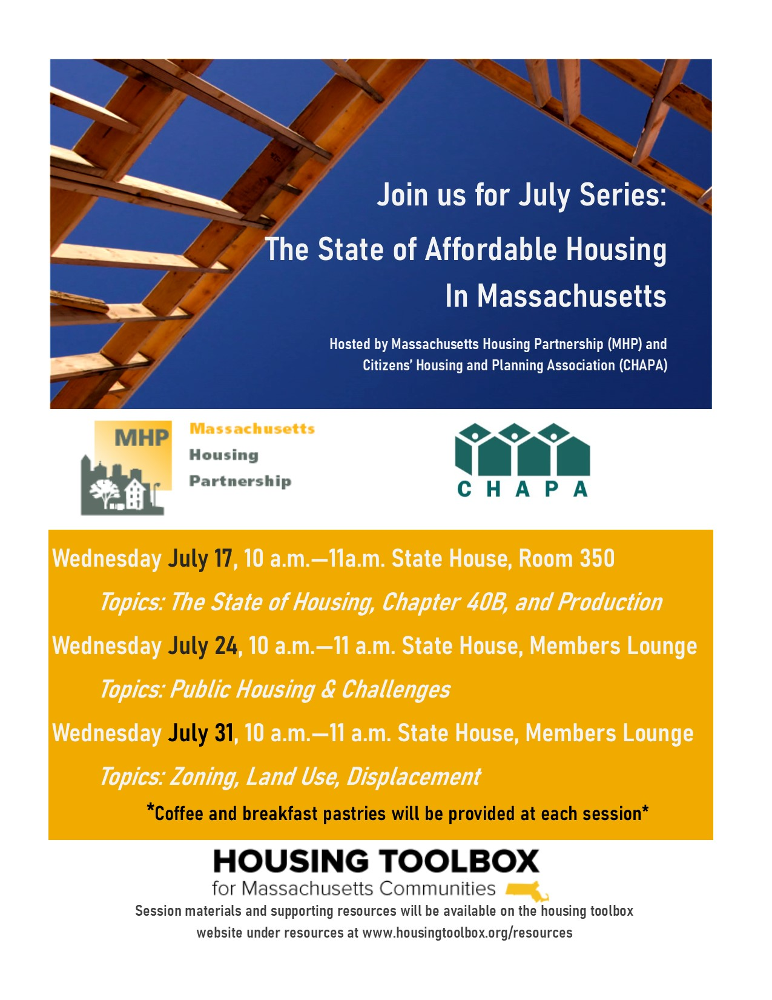 Join us for July Series:
The State of Affordable Housing
In Massachusetts
Hosted by Massachusetts Housing Partnership (MHP) and
Citizens’ Housing and Planning Association (CHAPA)
MHP
Massachusetts
Housing
Partnership
CHAPA
Wednesday July 17, 10 a.m.—11a.m. State House, Room 350
Topics: The State of Housing, Chapter 40B, and Production
Wednesday July 24, 10 a.m.—11 a.m. State House, Members Lounge
Topics: Public Housing & Challenges
Wednesday July 31, 10 a.m.—11 a.m. State House, Members Lounge
Topics: Zoning, Land Use, Displacement
*Coffee and breakfast pastries will be provided at each session*
HOUSING TOOLBOX
for Massachusetts Communities
Session materials and supporting resources will be available on the housing toolbox
website under resources at www.housingtoolbox.org/resources